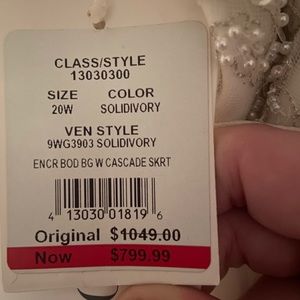 CLASS/STYLE
13030300
SIZE COLOR
20W SOLIDIVORY
VEN STYLE
9WG3903 SOLIDIVORY
ENCR BOD BG W CASCADE SKRT
4 13030 01819 6
Original $1049.00
Now $799.99